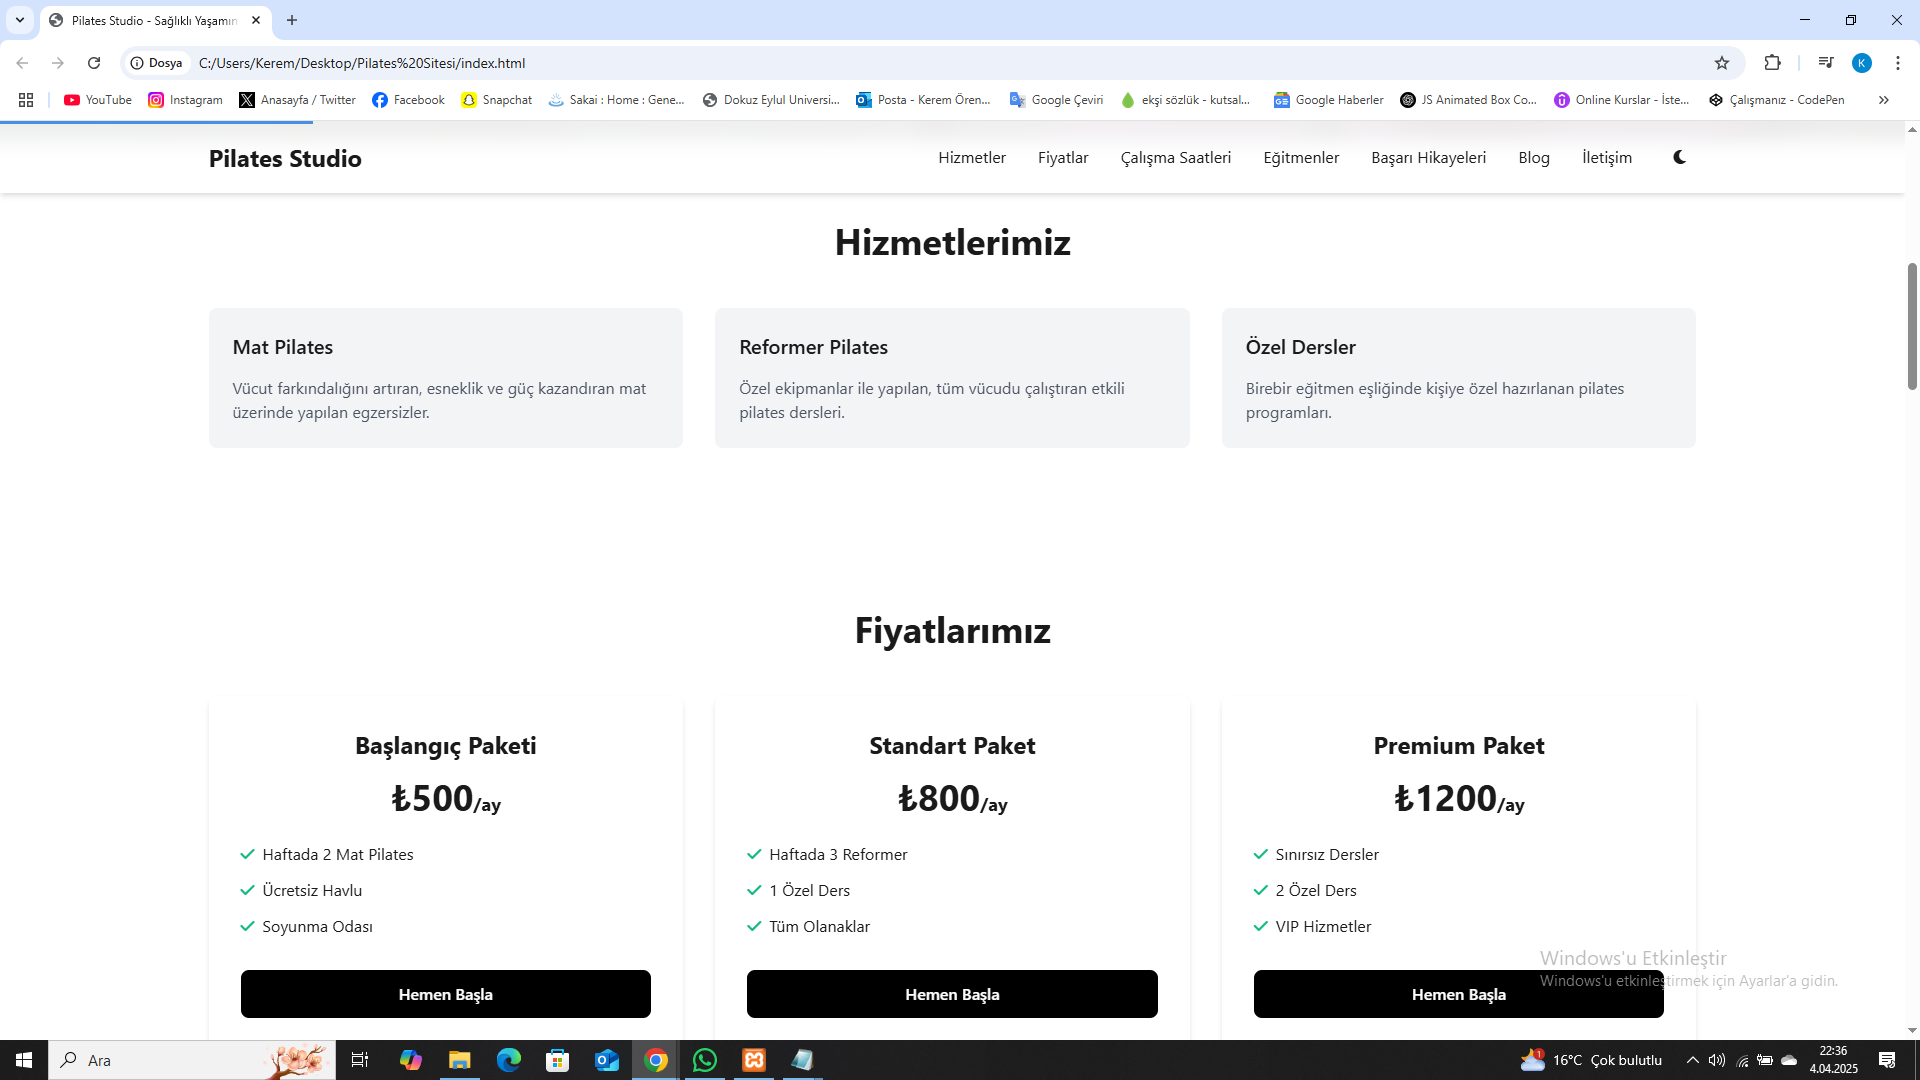 Pilates Studio - Sağlıklı Yaşamın
Dosya
C:/Users/Kerem/Desktop/Pilates%20Sitesi/index.html
K
YouTube
Instagram
Anasayfa / Twitter
Facebook
Snapchat
Sakai : Home : Gene...
Dokuz Eylul Universi...
Posta - Kerem Ören...
Google Çeviri
ekşi sözlük - kutsal...
Google Haberler
JS Animated Box Co...
Online Kurslar - İste...
Çalışmanız - CodePen
Pilates Studio
Hizmetler
Fiyatlar
Çalışma Saatleri
Eğitmenler
Başarı Hikayeleri
Blog
İletişim
Hizmetlerimiz
Mat Pilates
Vücut farkındalığını artıran, esneklik ve güç kazandıran mat
üzerinde yapılan egzersizler.
Reformer Pilates
Özel ekipmanlar ile yapılan, tüm vücudu çalıştıran etkili
pilates dersleri.
Özel Dersler
Birebir eğitmen eşliğinde kişiye özel hazırlanan pilates
programları.
Fiyatlarımız
Başlangıç Paketi
₺500/ay
Haftada 2 Mat Pilates
Ücretsiz Havlu
Soyunma Odası
Hemen Başla
Standart Paket
₺800/ay
Haftada 3 Reformer
1 Özel Ders
Tüm Olanaklar
Hemen Başla
Premium Paket
₺1200/ay
Sınırsız Dersler
2 Özel Ders
VIP Hizmetler
Hemen Başla
Windows'u Etkinleştir
Windows'u etkinleştirmek için Ayarlar'a gidin.
Ara
1
16°C Çok bulutlu
22:36
4.04.2025